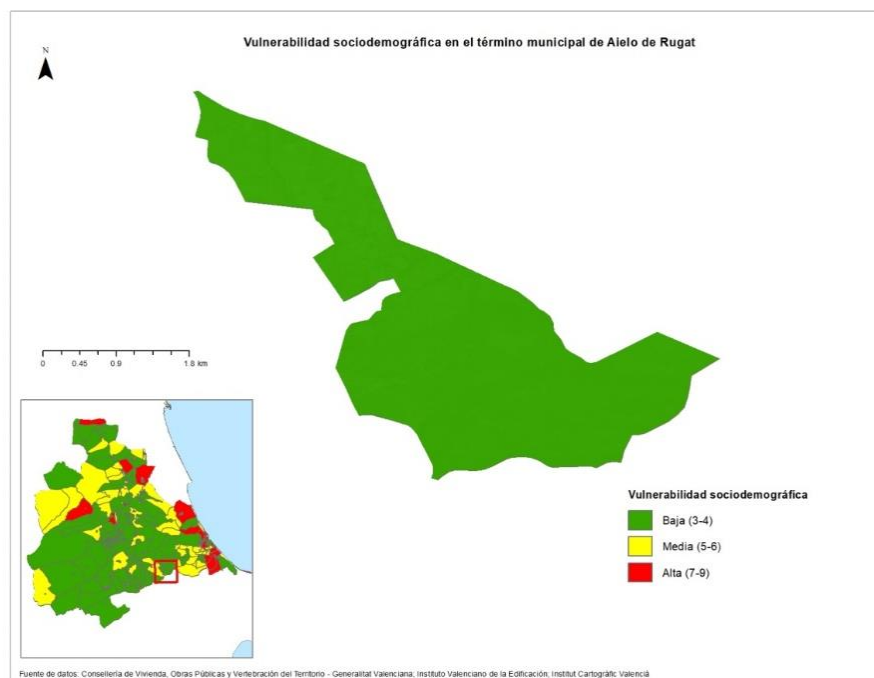 Vulnerabilidad sociodemográfica en el término municipal de Aielo de Rugat
N
0 0.45 0.9 1.8 km
Vulnerabilidad sociodemográfica
Baja (3-4)
Media (5-6)
Alta (7-9)
Fuente de datos: Consellería de Vivienda, Obras Públicas y Vertebración del Territorio - Generalitat Valenciana; Instituto Valenciano de la Edificación; Institut Cartogràfic Valencià